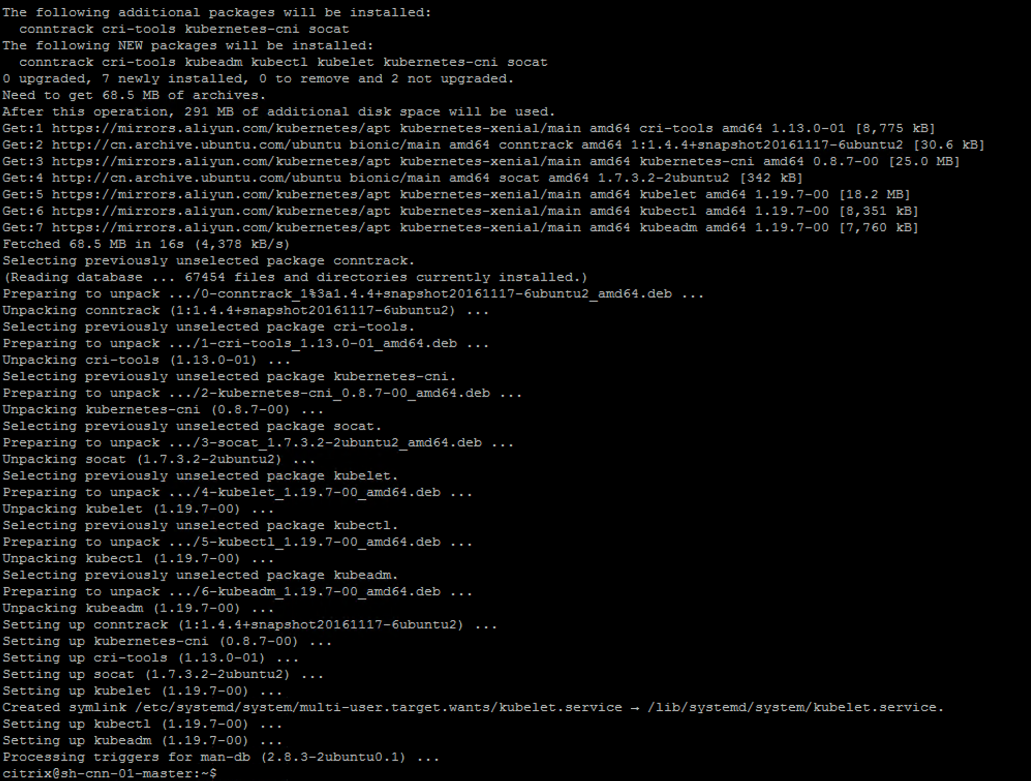 The following additional packages will be installed:
  conntrack cri-tools kubernetes-cni socat
The following NEW packages will be installed:
  conntrack cri-tools kubeadm kubectl kubelet kubernetes-cni socat
0 upgraded, 7 newly installed, 0 to remove and 2 not upgraded.
Need to get 68.5 MB of archives.
After this operation, 291 MB of additional disk space will be used.
Get:1 https://mirrors.aliyun.com/kubernetes/apt kubernetes-xenial/main amd64 cri-tools amd64 1.13.0-01 [8,775 kB]
Get:2 http://cn.archive.ubuntu.com/ubuntu bionic/main amd64 conntrack amd64 1:1.4.4+snapshot20161117-6ubuntu2 [30.6 kB]
Get:3 https://mirrors.aliyun.com/kubernetes/apt kubernetes-xenial/main amd64 kubernetes-cni amd64 0.8.7-00 [25.0 MB]
Get:4 http://cn.archive.ubuntu.com/ubuntu bionic/main amd64 socat amd64 1.7.3.2-2ubuntu2 [342 kB]
Get:5 https://mirrors.aliyun.com/kubernetes/apt kubernetes-xenial/main amd64 kubelet amd64 1.19.7-00 [18.2 MB]
Get:6 https://mirrors.aliyun.com/kubernetes/apt kubernetes-xenial/main amd64 kubectl amd64 1.19.7-00 [8,351 kB]
Get:7 https://mirrors.aliyun.com/kubernetes/apt kubernetes-xenial/main amd64 kubeadm amd64 1.19.7-00 [7,760 kB]
Fetched 68.5 MB in 16s (4,378 kB/s)
Selecting previously unselected package conntrack.
(Reading database ... 67454 files and directories currently installed.)
Preparing to unpack .../0-conntrack_1%3a1.4.4+snapshot20161117-6ubuntu2_amd64.deb ...
Unpacking conntrack (1:1.4.4+snapshot20161117-6ubuntu2) ...
Selecting previously unselected package cri-tools.
Preparing to unpack .../1-cri-tools_1.13.0-01_amd64.deb ...
Unpacking cri-tools (1.13.0-01) ...
Selecting previously unselected package kubernetes-cni.
Preparing to unpack .../2-kubernetes-cni_0.8.7-00_amd64.deb ...
Unpacking kubernetes-cni (0.8.7-00) ...
Selecting previously unselected package socat.
Preparing to unpack .../3-socat_1.7.3.2-2ubuntu2_amd64.deb ...
Unpacking socat (1.7.3.2-2ubuntu2) ...
Selecting previously unselected package kubelet.
Preparing to unpack .../4-kubelet_1.19.7-00_amd64.deb ...
Unpacking kubelet (1.19.7-00) ...
Selecting previously unselected package kubectl.
Preparing to unpack .../5-kubectl_1.19.7-00_amd64.deb ...
Unpacking kubectl (1.19.7-00) ...
Selecting previously unselected package kubeadm.
Preparing to unpack .../6-kubeadm_1.19.7-00_amd64.deb ...
Unpacking kubeadm (1.19.7-00) ...
Setting up conntrack (1:1.4.4+snapshot20161117-6ubuntu2) ...
Setting up kubernetes-cni (0.8.7-00) ...
Setting up cri-tools (1.13.0-01) ...
Setting up socat (1.7.3.2-2ubuntu2) ...
Setting up kubelet (1.19.7-00) ...
Created symlink /etc/systemd/system/multi-user.target.wants/kubelet.service → /lib/systemd/system/kubelet.service.
Setting up kubectl (1.19.7-00) ...
Setting up kubeadm (1.19.7-00) ...
Processing triggers for man-db (2.8.3-2ubuntu0.1) ...
citrix@sh-cnn-01-master:~$